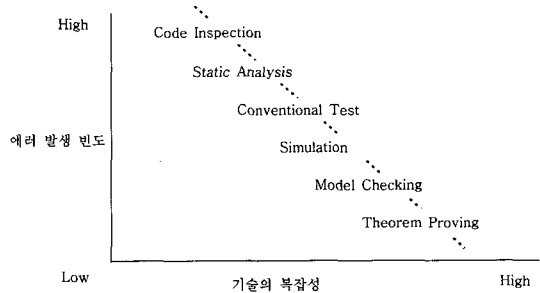 High
Code Inspection
Static Analysis
Conventional Test
에러 발생 빈도
Simulation
Model Checking
Theorem Proving
Low
기술의 복잡성
High